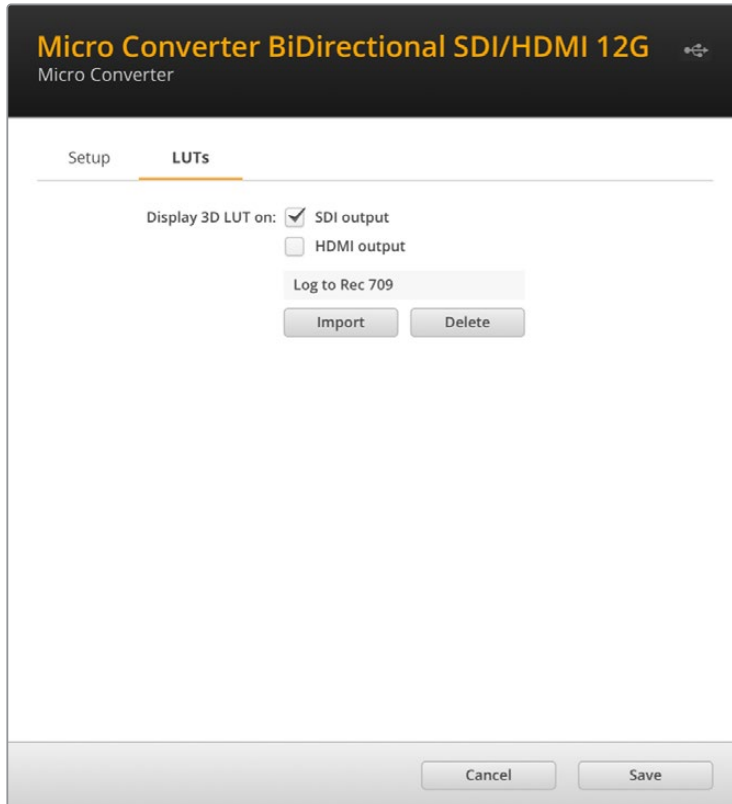 Micro Converter BiDirectional SDI/HDMI 12G
Micro Converter
Setup LUTs
Display 3D LUT on: SDI output
HDMI output
Log to Rec 709
Import Delete
Cancel Save